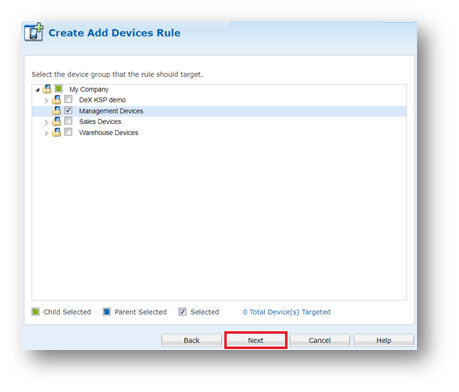 Create Add Devices Rule
Select the device group that the rule should target.
My Company
DeX KSP demo
Management Devices
Sales Devices
Warehouse Devices
Child Selected Parent Selected Selected 0 Total Device(s) Targeted
Back Next Cancel Help